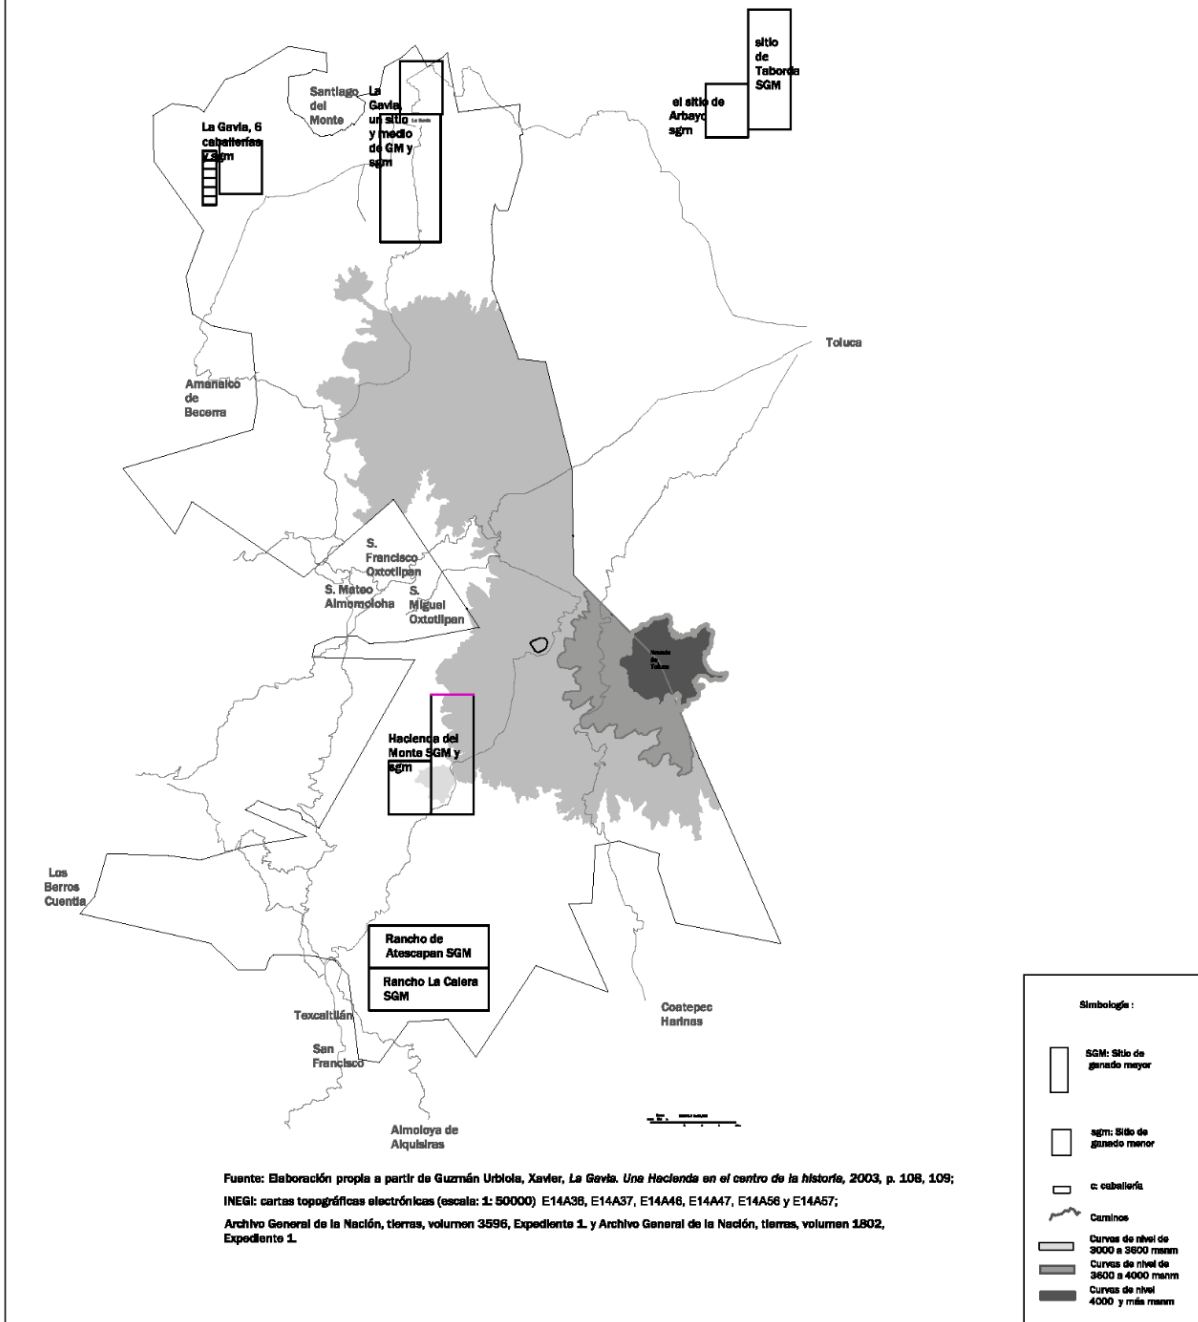 sitio
de
Taborda
SGM
el sitio de
Arbayo
sgm
Santiago
del
Monte
La
Gavia,
un sitio
y medio
de GM y
sgm
La Gavia, 6
caballerías
y sgm
Toluca
Amanalco
de
Becerra
S.
Francisco
Oxtotilpan
S. Mateo
Almomoloha
S.
Miguel
Oxtotilpan
Nevado
de
Toluca
Hacienda del
Monte SGM y
sgm
Los
Berros
Cuentla
Rancho de
Atescapan SGM
Rancho La Calera
SGM
Texcaltitlán
San
Francisco
Coatepec
Harinas
Almoloya de
Alquisiras
Simbología :
SGM: Sitio de
ganado mayor
sgm: Sitio de
ganado menor
c: caballería
Caminos
Curvas de nivel de
3000 a 3600 msnm
Curvas de nivel de
3600 a 4000 msnm
Curvas de nivel
4000 y más msnm
Fuente: Elaboración propia a partir de Guzmán Urbiola, Xavier, La Gavia. Una Hacienda en el centro de la historia, 2003, p. 108, 109;
INEGI: cartas topográficas electrónicas (escala: 1: 50000) E14A36, E14A37, E14A46, E14A47, E14A56 y E14A57;
Archivo General de la Nación, tierras, volumen 3596, Expediente 1. y Archivo General de la Nación, tierras, volumen 1802,
Expediente 1.